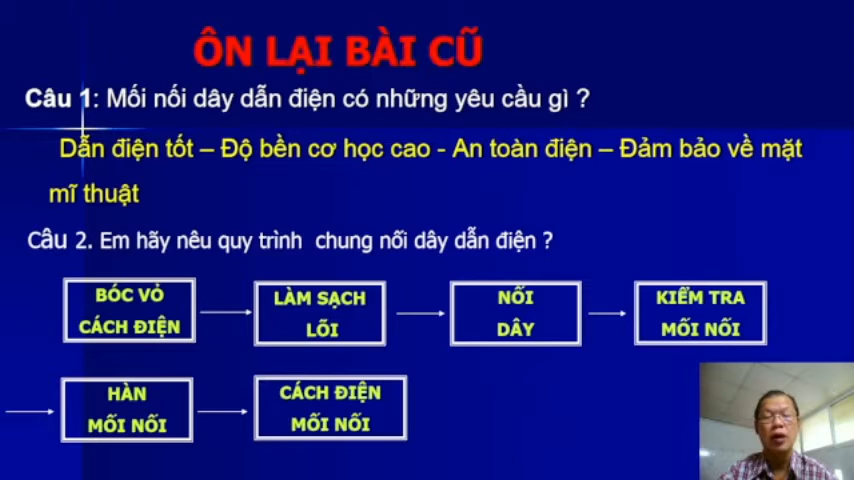 ÔN LẠI BÀI CŨ
Câu 1: Mối nối dây dẫn điện có những yêu cầu gì ?
Dẫn điện tốt – Độ bền cơ học cao - An toàn điện – Đảm bảo về mặt
mĩ thuật
Câu 2. Em hãy nêu quy trình chung nối dây dẫn điện ?
BÓC VỎ
CÁCH ĐIỆN
LÀM SẠCH
LÕI
NỐI
DÂY
KIỂM TRA
MỐI NỐI
HÀN
MỐI NỐI
CÁCH ĐIỆN
MỐI NỐI